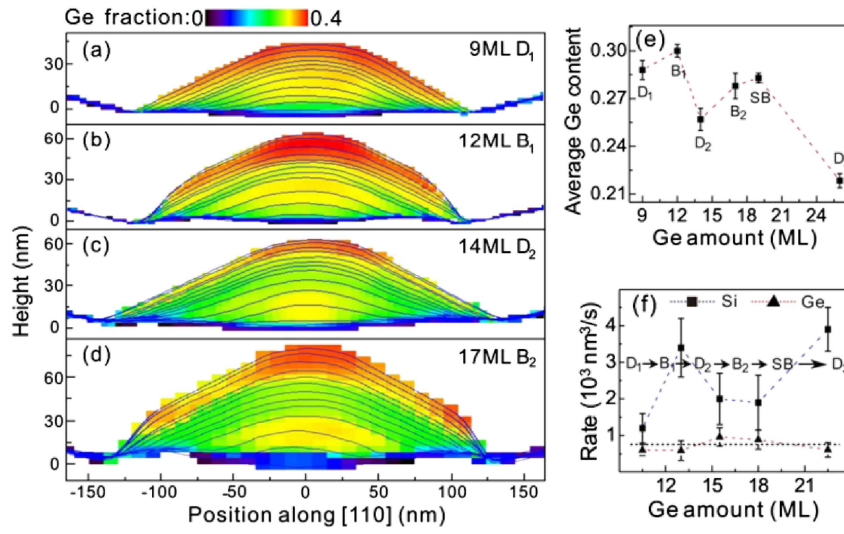 Ge fraction:0 0.4
(a) 9ML D1
30
0
(b) 12ML B1
60
30
0
(c) 14ML D2
60
30
0
(d) 17ML B2
60
30
0
Height (nm)
-150 -100 -50 0 50 100 150
Position along [110] (nm)
(e)
0.30
0.27
0.24
0.21
Average Ge content
D1 B1 D2 B2 SB D
9 12 15 18 21 24
Ge amount (ML)
(f)
Si Ge
4
3
2
1
Rate (10³ nm³/s)
D1→B1→D2→B2→SB→D
12 15 18 21
Ge amount (ML)